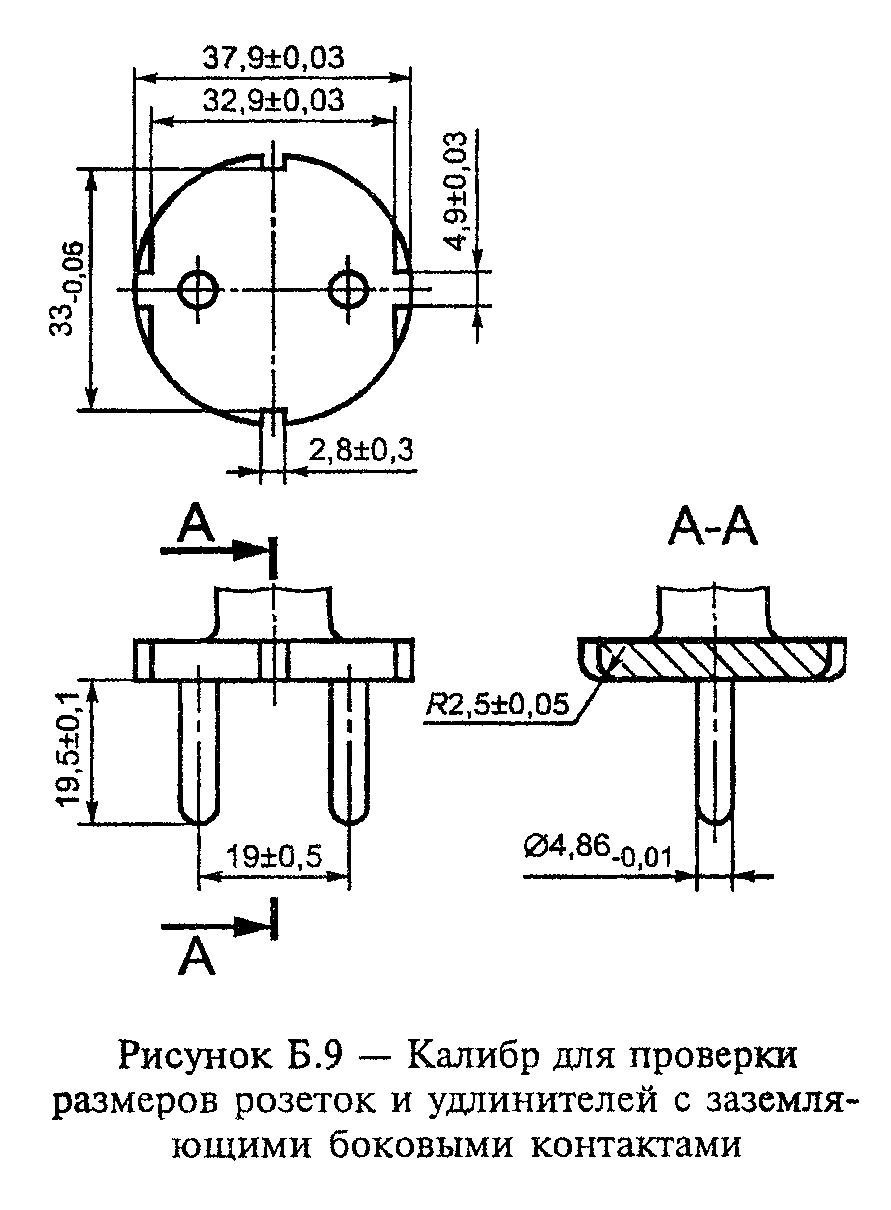 37,9±0,03
32,9±0,03
4,9±0,03
33-0,06
2,8±0,3
A
A-A
19,5±0,1
R2,5±0,05
19±0,5
Ø4,86-0,01
A
Рисунок Б.9 — Калибр для проверки
размеров розеток и удлинителей с заземля-
ющими боковыми контактами